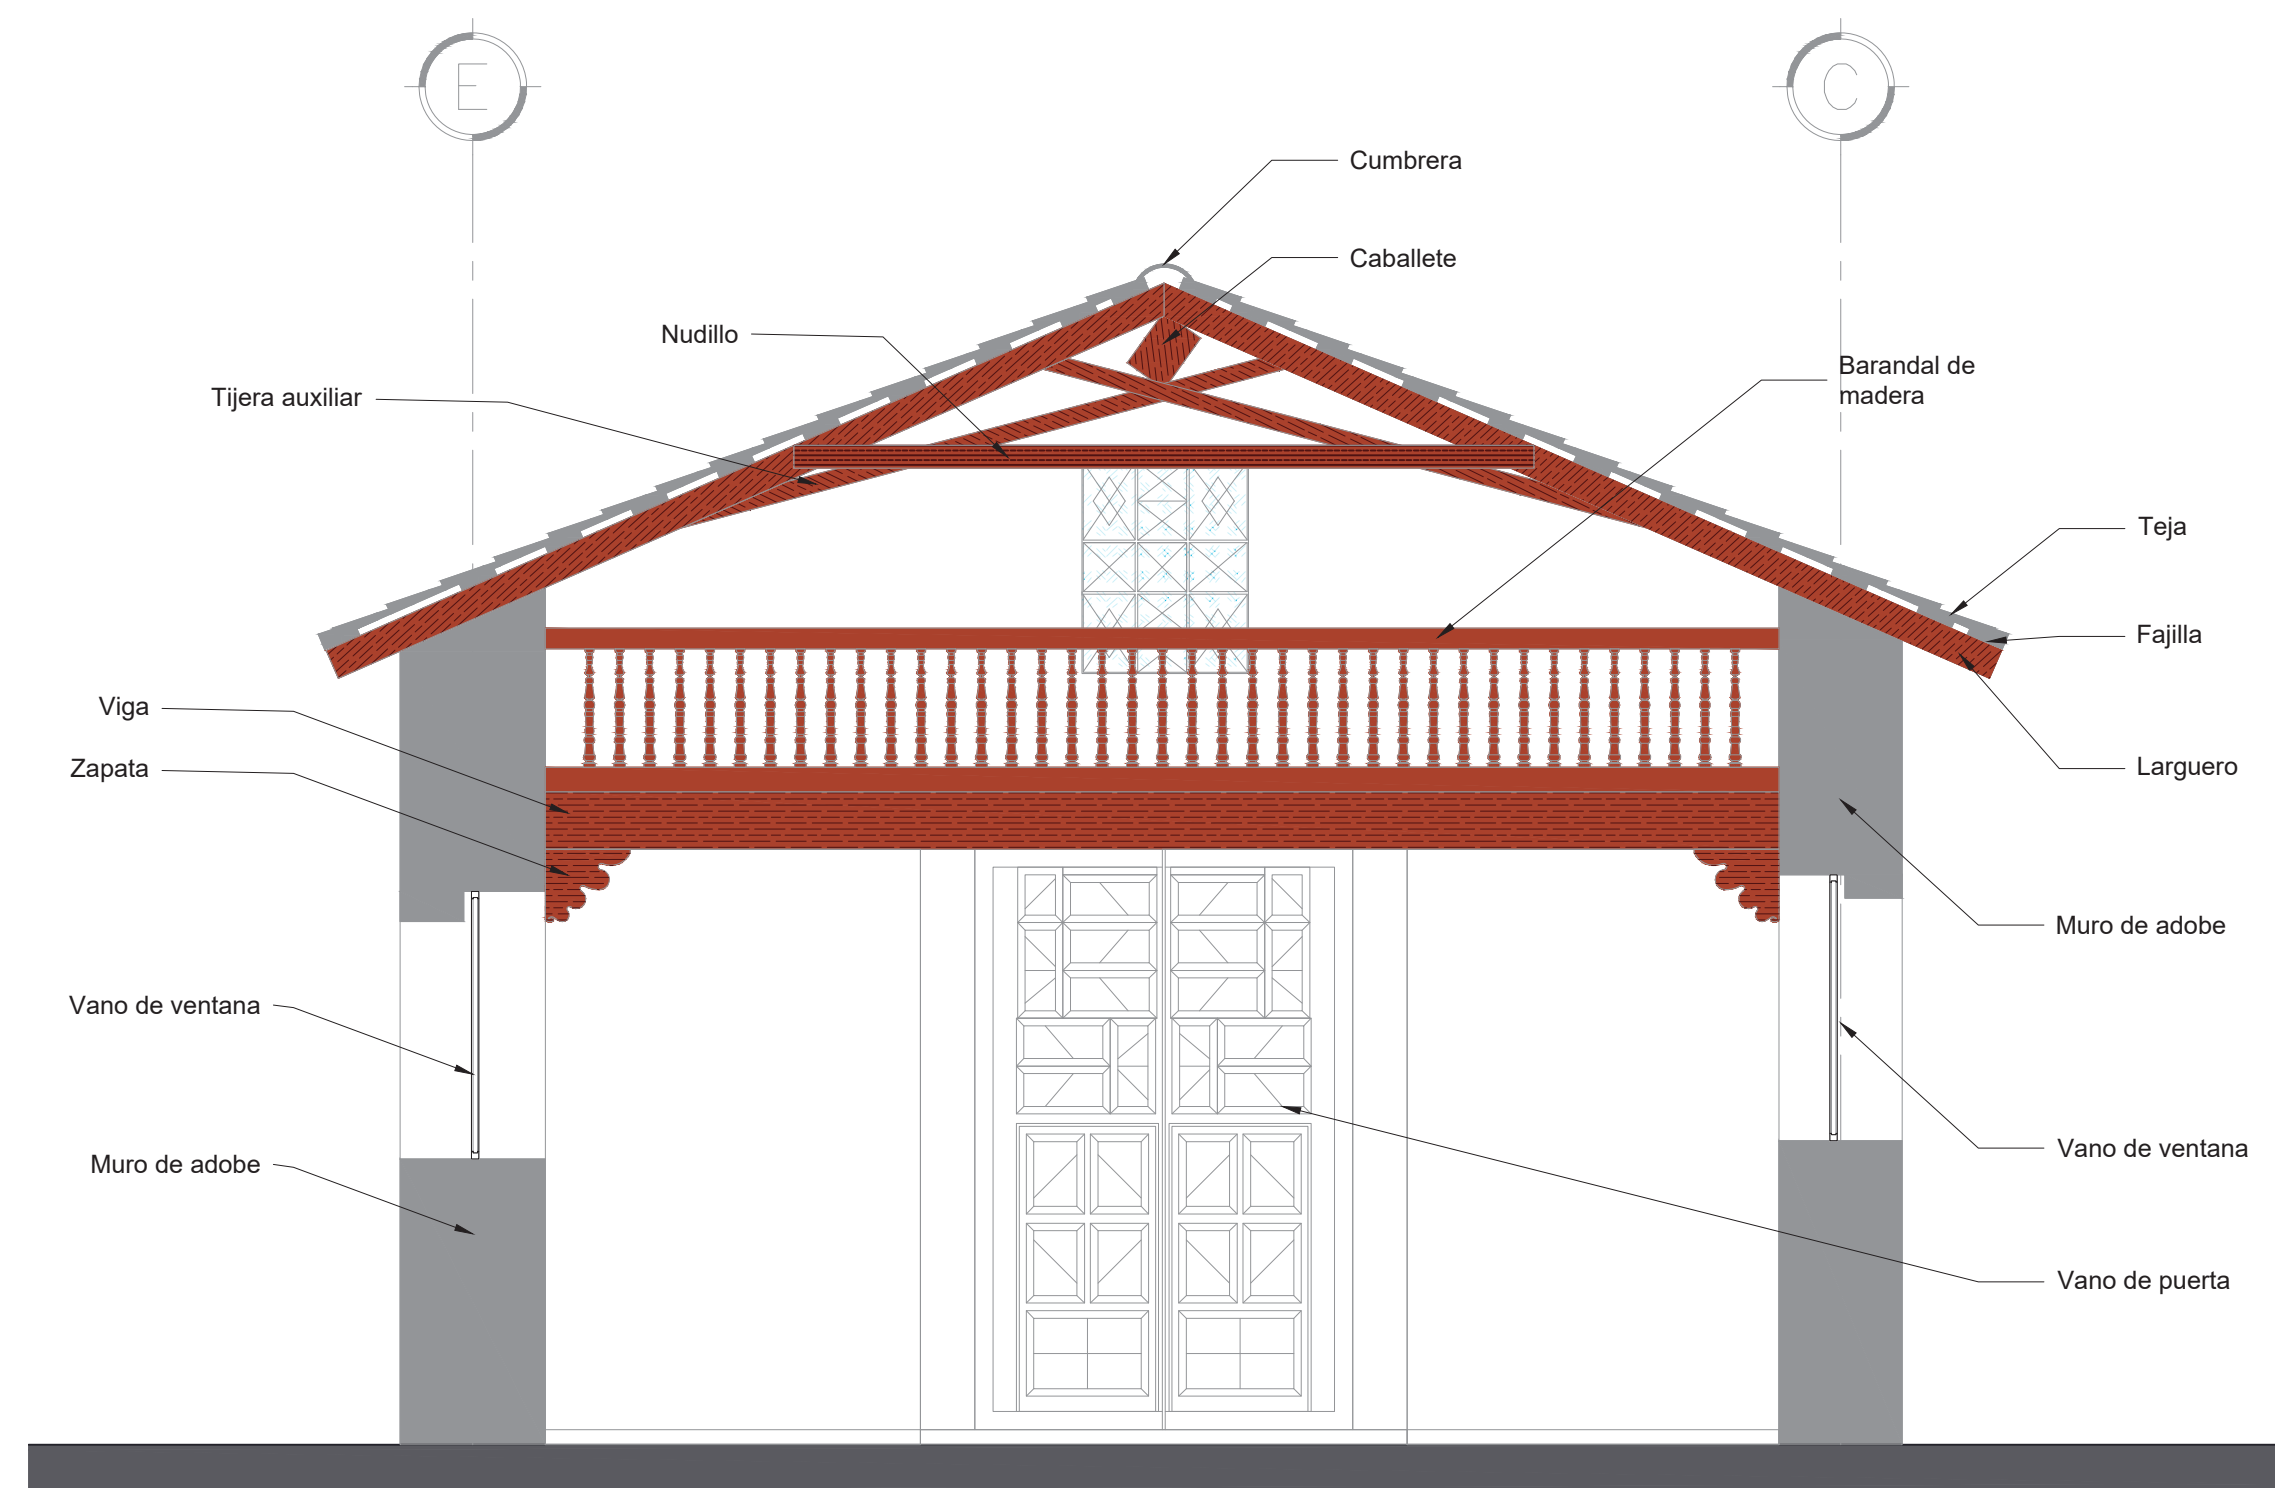 E
C
Cumbrera
Caballete
Nudillo
Barandal de
madera
Tijera auxiliar
Teja
Fajilla
Viga
Zapata
Larguero
Muro de adobe
Vano de ventana
Vano de ventana
Muro de adobe
Vano de puerta